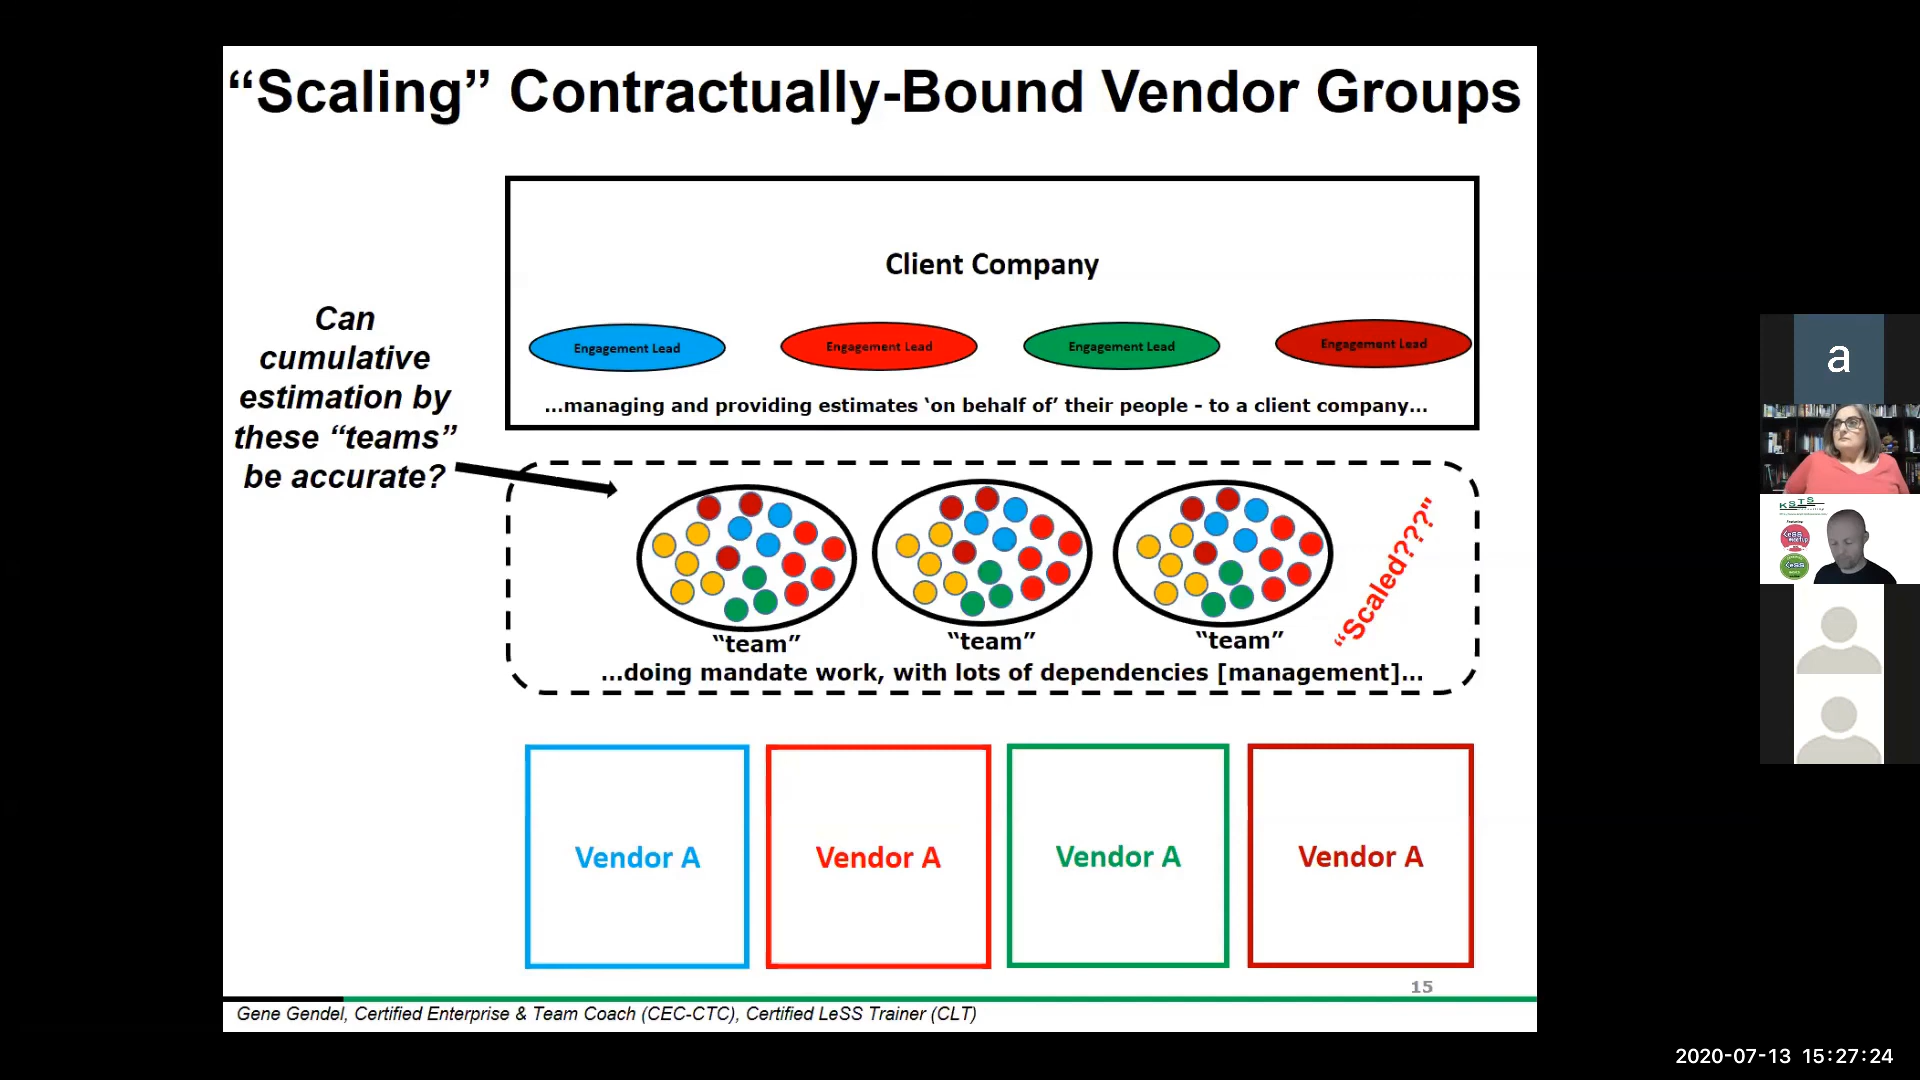 “Scaling” Contractually-Bound Vendor Groups
Client Company
Engagement Lead
Engagement Lead
Engagement Lead
Engagement Lead
...managing and providing estimates ‘on behalf of’ their people - to a client company...
Can
cumulative
estimation by
these “teams”
be accurate?
“Scaled???”
“team”
“team”
“team”
...doing mandate work, with lots of dependencies [management]...
Vendor A
Vendor A
Vendor A
Vendor A
15
Gene Gendel, Certified Enterprise & Team Coach (CEC-CTC), Certified LeSS Trainer (CLT)
a
KSTS
2020-07-13 15:27:24